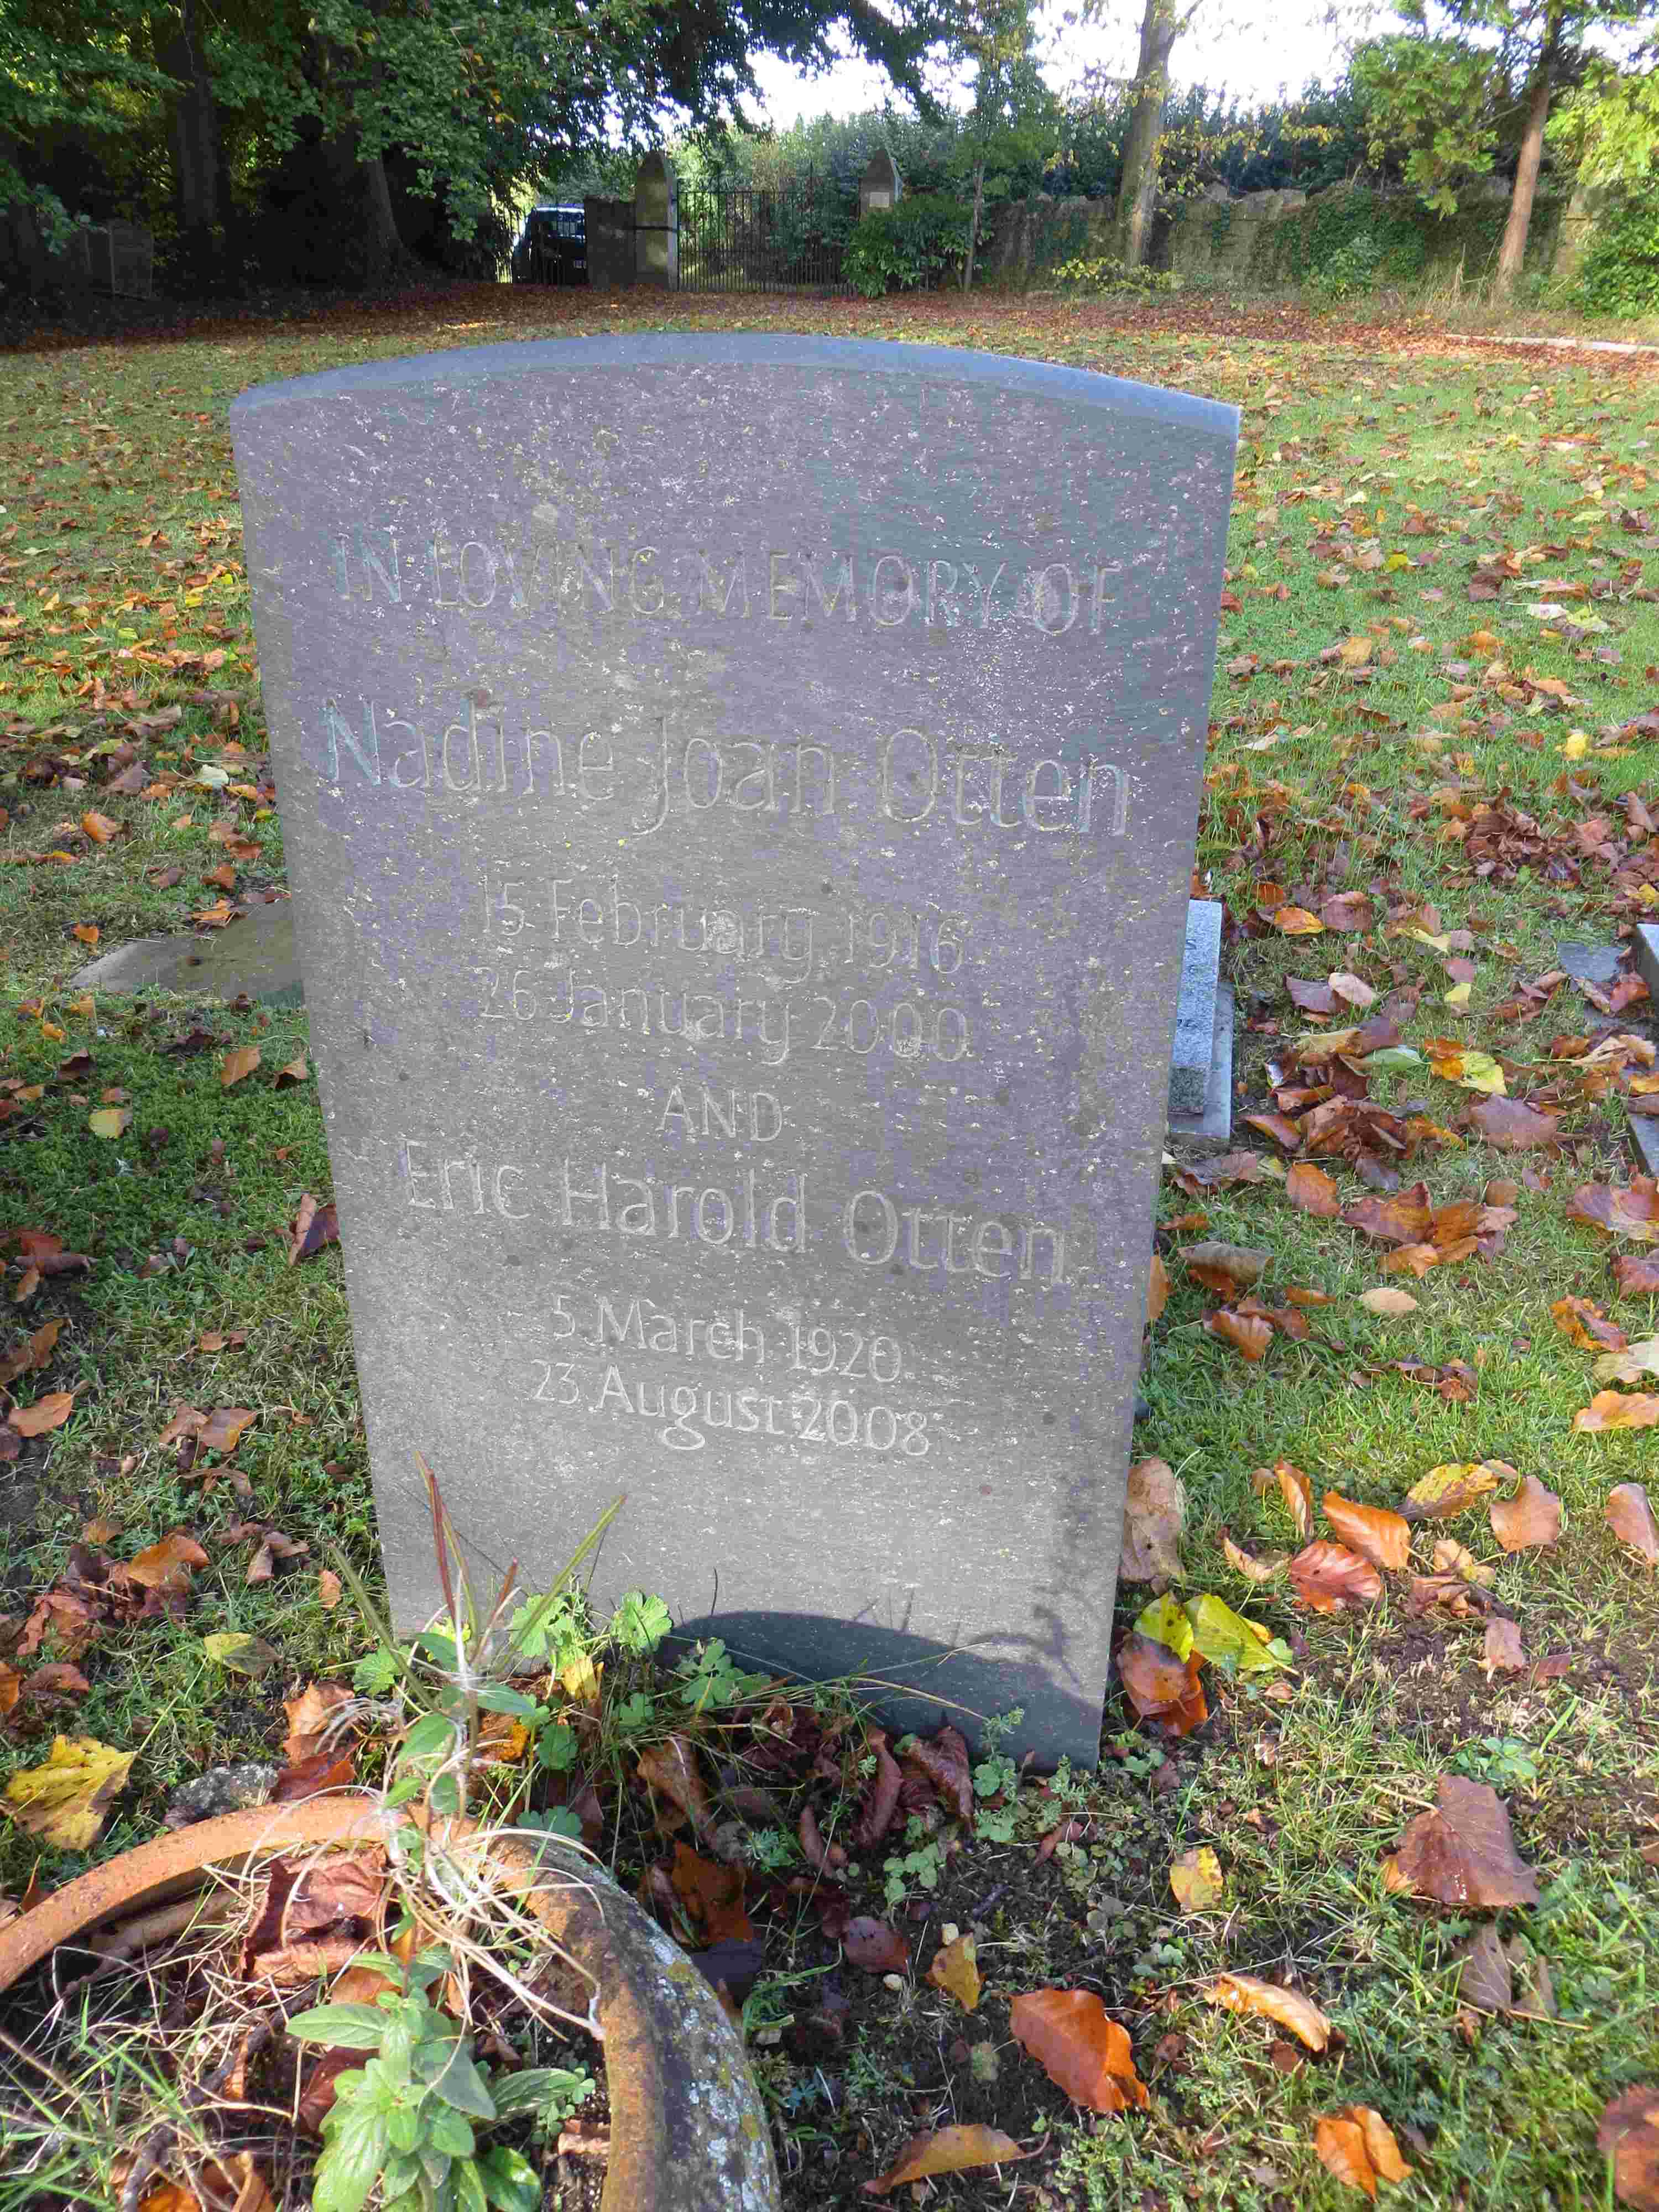 IN LOVING MEMORY OF
Nadine Joan Otten
15 February 1916
26 January 2000
AND
Eric Harold Otten
5 March 1920
23 August 2008